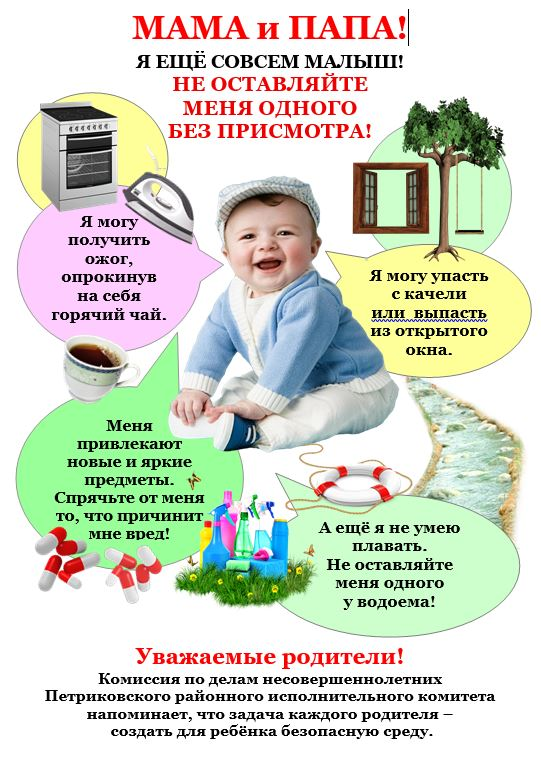 МАМА и ПАПА!
Я ЕЩЁ СОВСЕМ МАЛЫШ!
НЕ ОСТАВЛЯЙТЕ
МЕНЯ ОДНОГО
БЕЗ ПРИСМОТРА!
Я могу
получить
ожог,
опрокинув
на себя
горячий чай.
Я могу упасть
с качели
или выпасть
из открытого
окна.
Меня
привлекают
новые и яркие
предметы.
Спрячьте от меня
то, что причинит
мне вред!
А ещё я не умею
плавать.
Не оставляйте
меня одного
у водоема!
Уважаемые родители!
Комиссия по делам несовершеннолетних
Петриковского районного исполнительного комитета
напоминает, что задача каждого родителя –
создать для ребёнка безопасную среду.